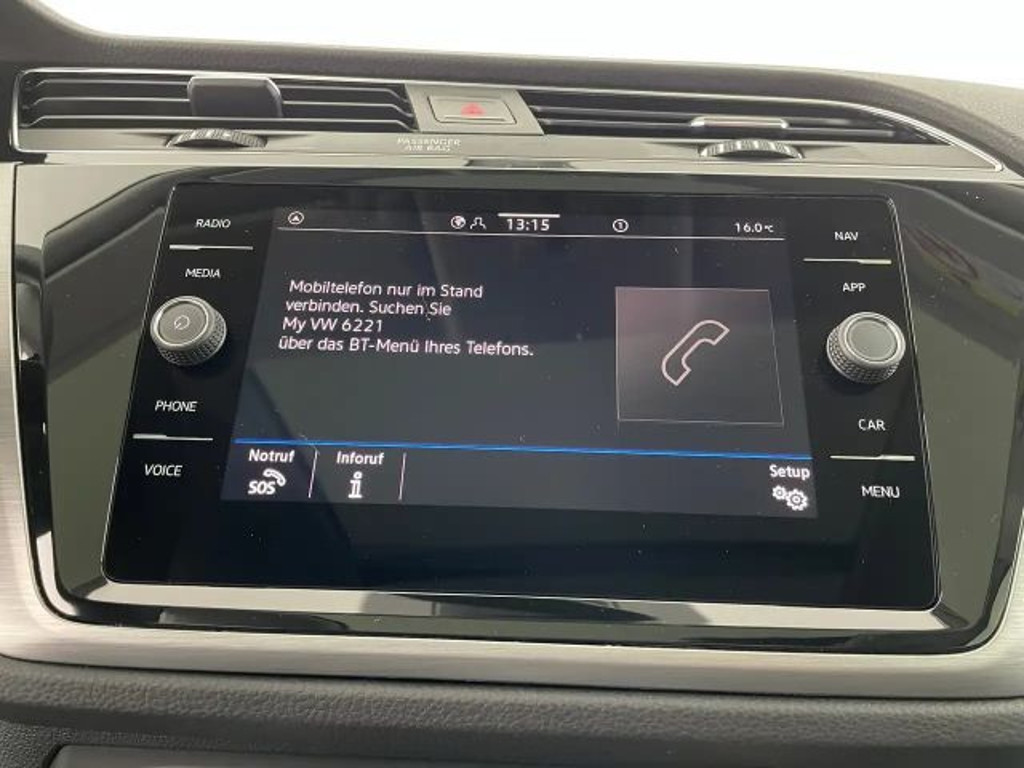 PASSENGER
AIR BAG
RADIO
MEDIA
PHONE
VOICE
13:15
1
16.0°C
Mobiltelefon nur im Stand
verbinden. Suchen Sie
My VW 6221
über das BT-Menü Ihres Telefons.
Notruf
SOS
Inforuf
i
Setup
NAV
APP
CAR
MENU